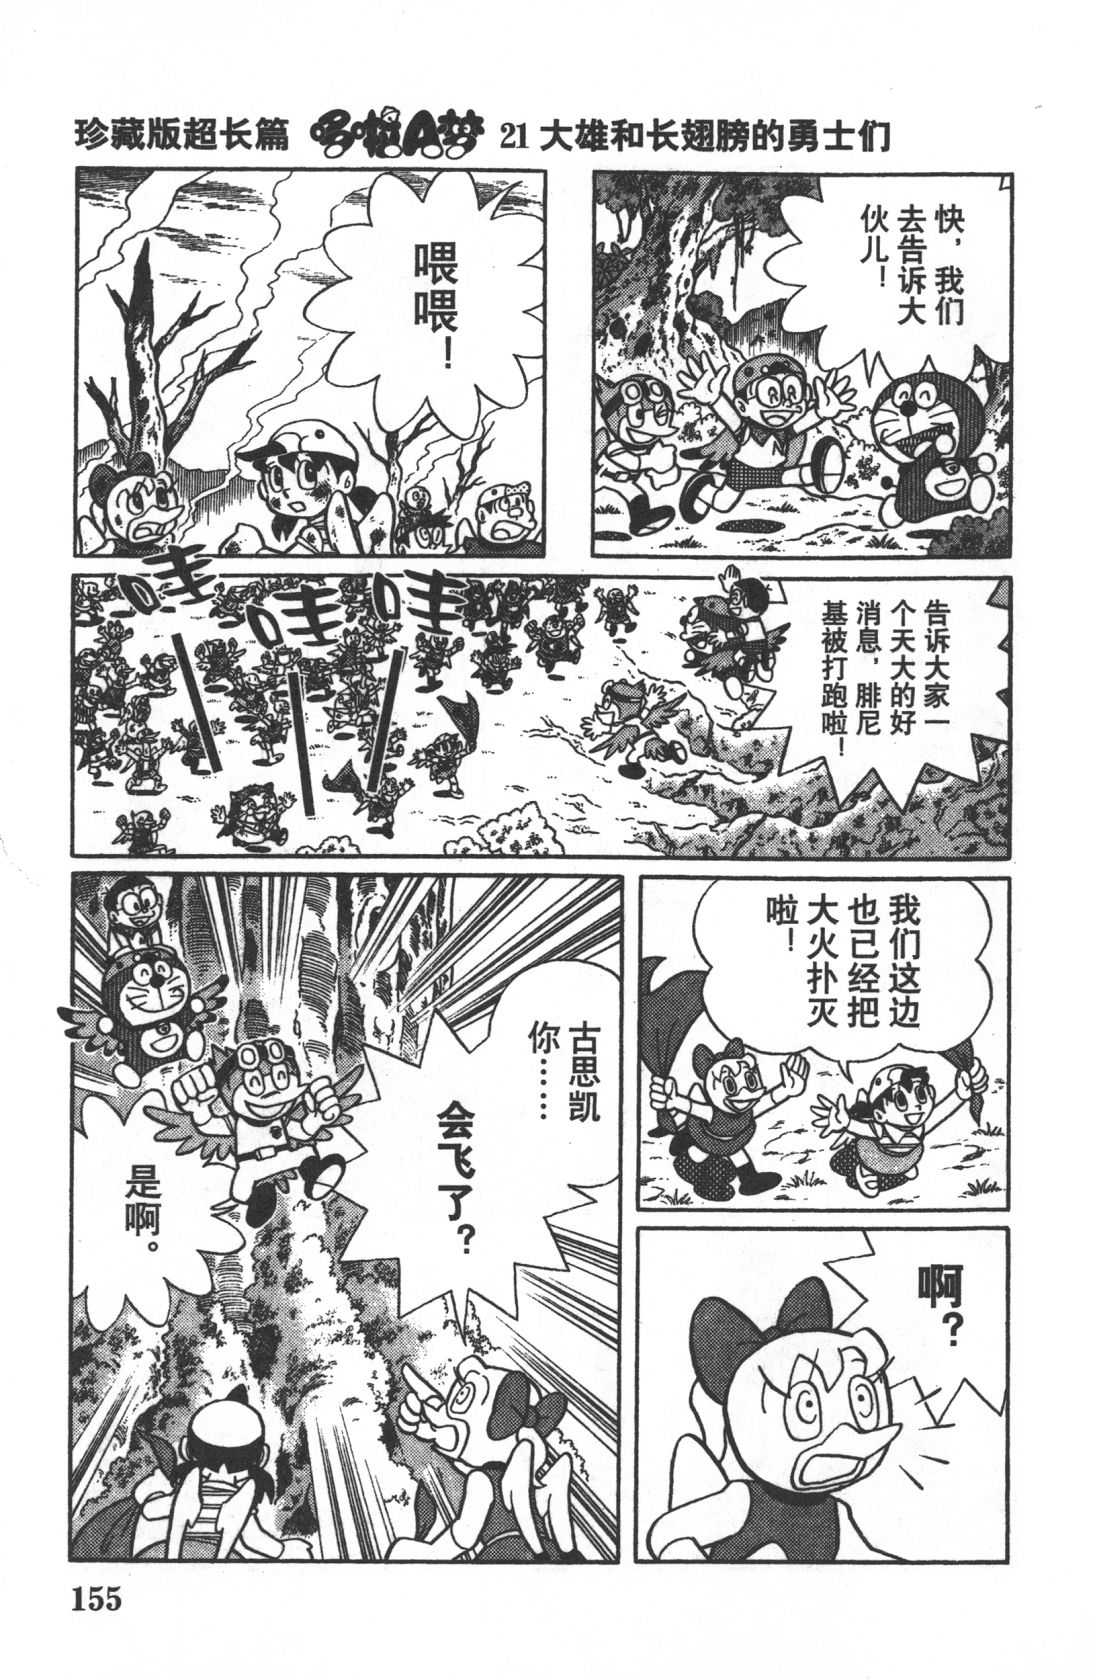 珍藏版超长篇 哆啦A梦 21 大雄和长翅膀的勇士们
快，我们
去告诉大
伙儿！
喂
喂！
告诉大家一
个天大的好
消息，腓尼
基被打跑啦！
哇
哇
哇
我们这边
也已经把
大火扑灭
啦！
啊？
古思凯
你……
会飞了？
是啊。
155